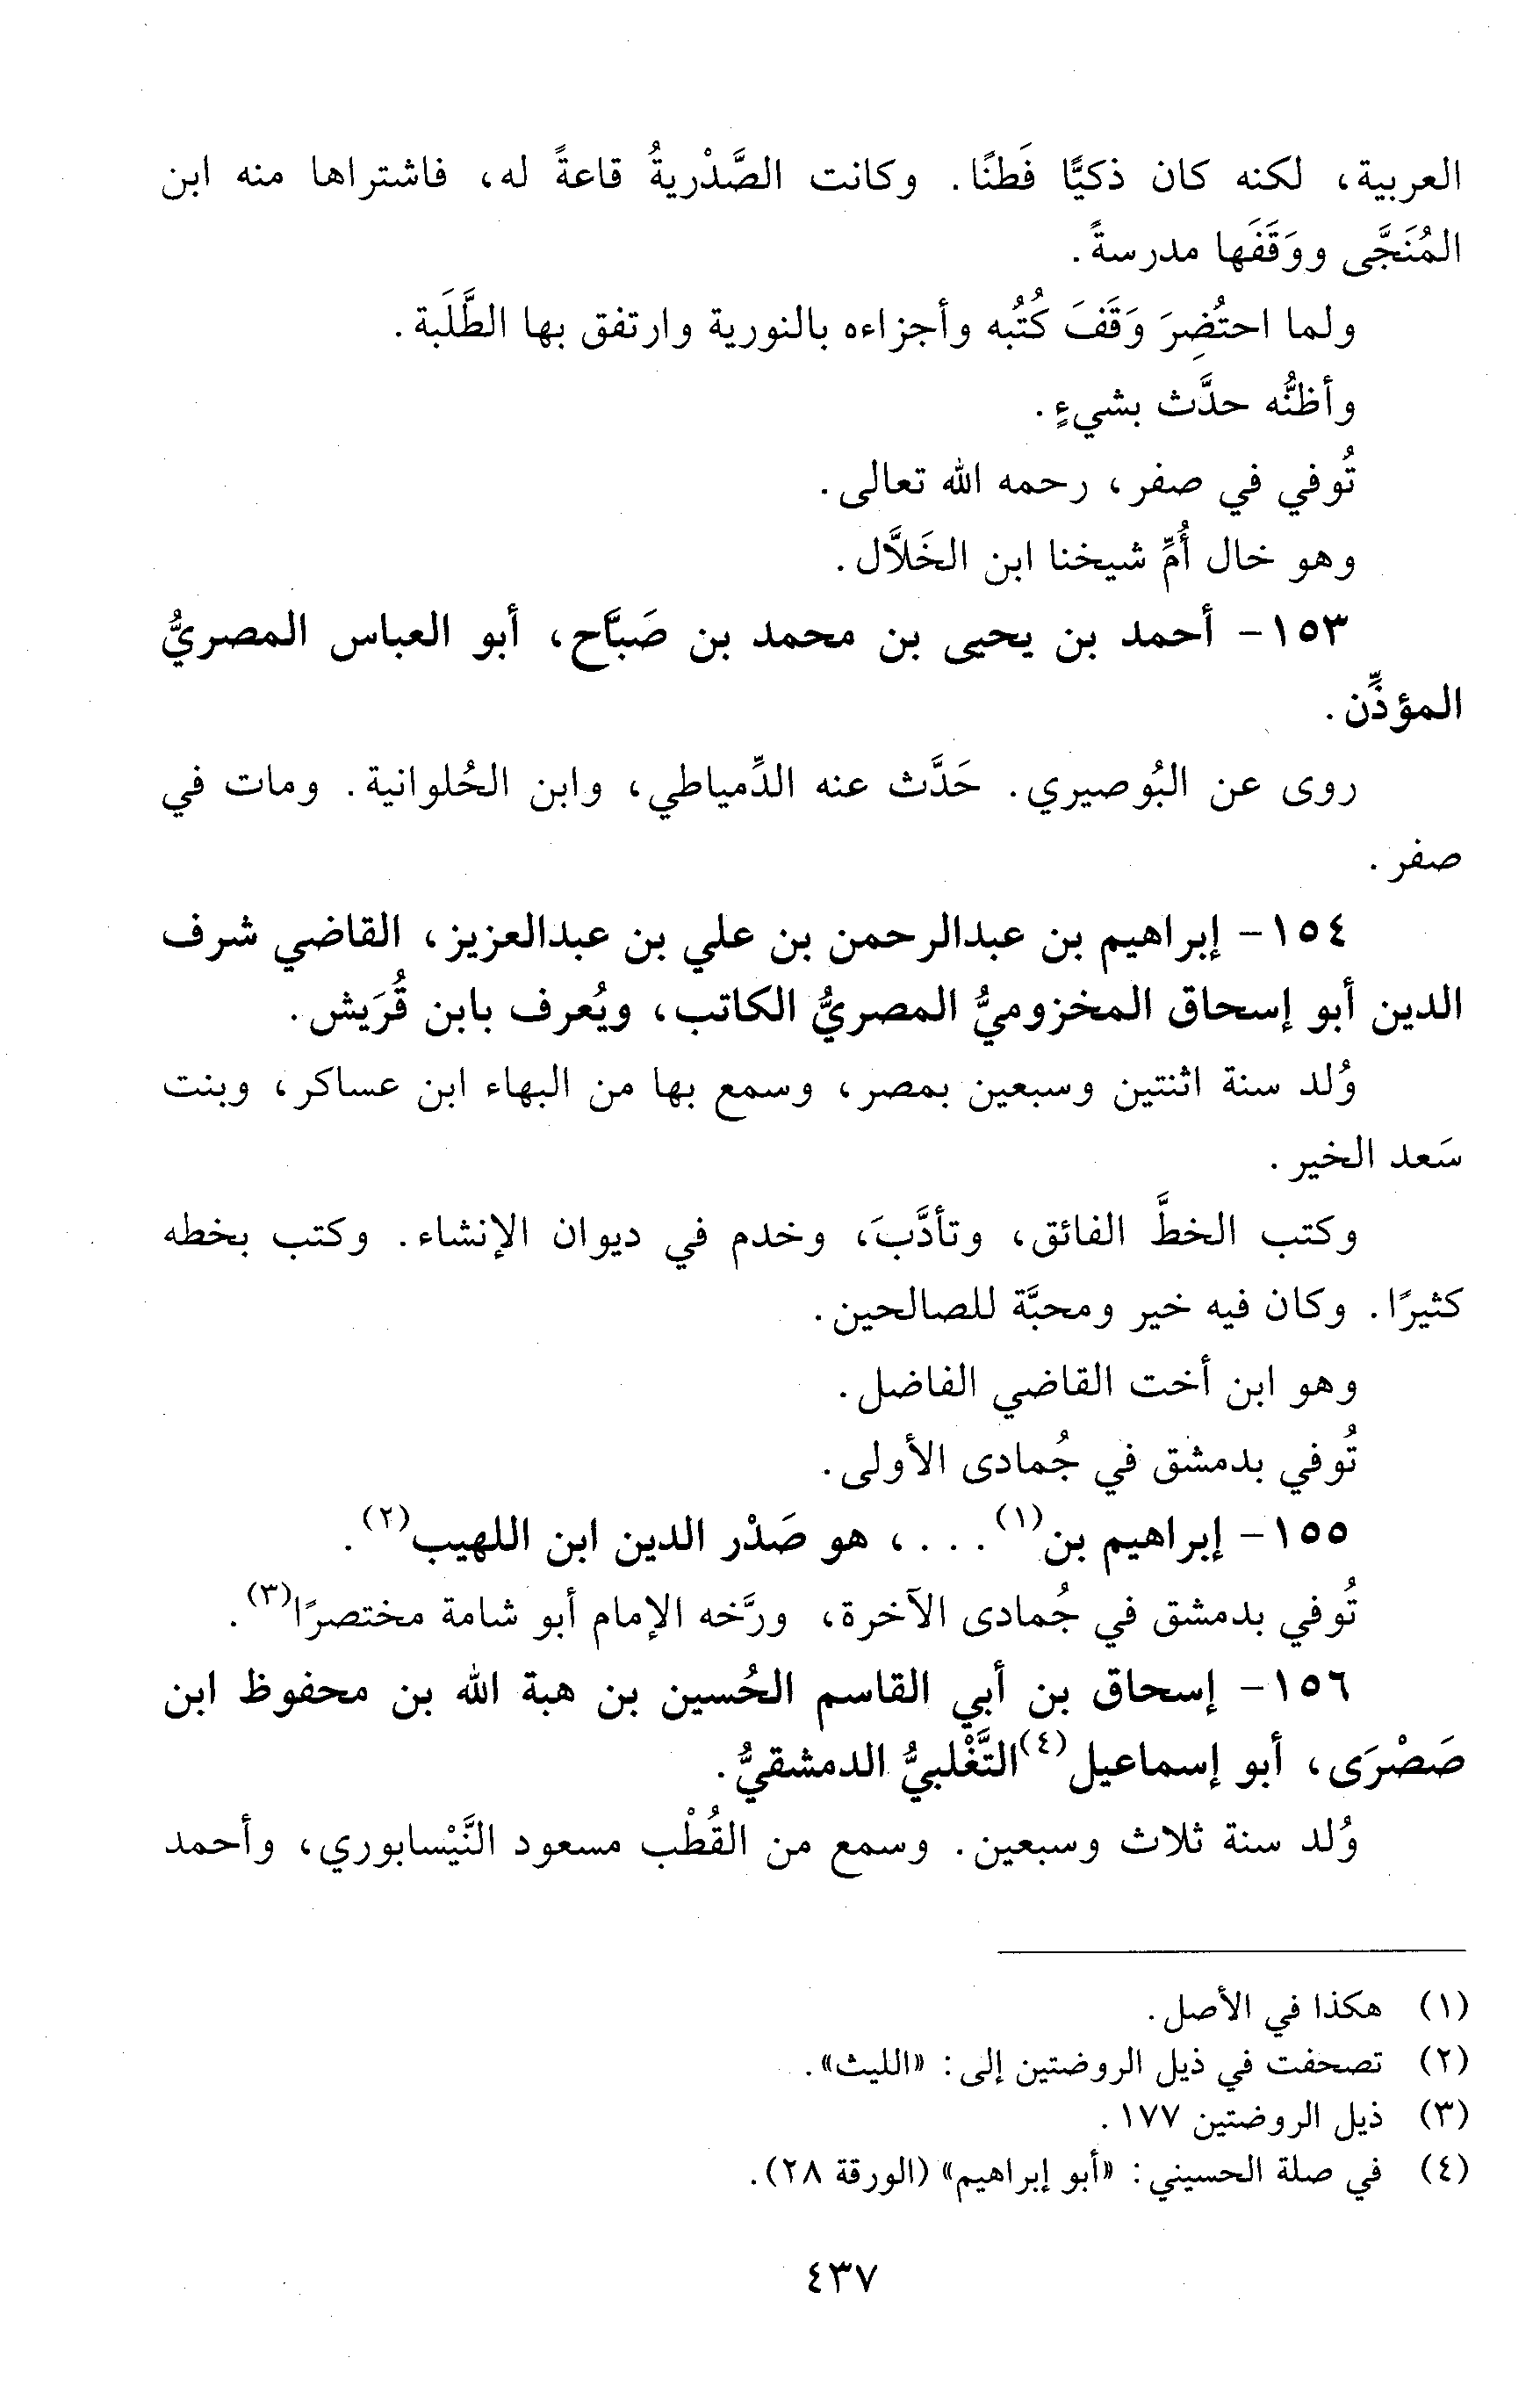 العربية، لكنه كان ذكيًّا فَطنًا. وكانت الصَّدْريةُ قاعةً له، فاشتراها منه ابن
المُنَجَّى ووَقَفَها مدرسةً.
ولما احتُضِرَ وَقَفَ كُتُبه وأجزاءه بالنورية وارتفق بها الطَّلَبة.
وأظنُّه حدَّث بشيءٍ.
تُوفي في صفر، رحمه الله تعالى.
وهو خال أُمِّ شيخنا ابن الخَلاَّل.
١٥٣- أحمد بن يحيى بن محمد بن صَبَّاح، أبو العباس المصريُّ
المؤذِّن.
روى عن البُوصيري. حَدَّث عنه الدِّمياطي، وابن الحُلوانية. ومات في
صفر.
١٥٤- إبراهيم بن عبدالرحمن بن علي بن عبدالعزيز، القاضي شرف
الدين أبو إسحاق المخزوميُّ المصريُّ الكاتب، ويُعرف بابن قُرَيش.
وُلد سنة اثنتين وسبعين بمصر، وسمع بها من البهاء ابن عساكر، وبنت
سَعد الخير.
وكتب الخطَّ الفائق، وتأدَّبَ، وخدم في ديوان الإنشاء. وكتب بخطه
كثيرًا. وكان فيه خير ومحبَّة للصالحين.
وهو ابن أخت القاضي الفاضل.
تُوفي بدمشق في جُمادى الأولى.
١٥٥- إبراهيم بن(١)...، هو صَدْر الدين ابن اللهيب(٢).
تُوفي بدمشق في جُمادى الآخرة، ورَّخه الإمام أبو شامة مختصرًا(٣).
١٥٦- إسحاق بن أبي القاسم الحُسين بن هبة الله بن محفوظ ابن
صَصْرَى، أبو إسماعيل(٤) التَّغْلبيُّ الدمشقيُّ.
وُلد سنة ثلاث وسبعين. وسمع من القُطْب مسعود النَّيْسابوري، وأحمد
(١) هكذا في الأصل.
(٢) تصحفت في ذيل الروضتين إلى: «الليث».
(٣) ذيل الروضتين ١٧٧.
(٤) في صلة الحسيني: «أبو إبراهيم» (الورقة ٢٨).
٤٣٧